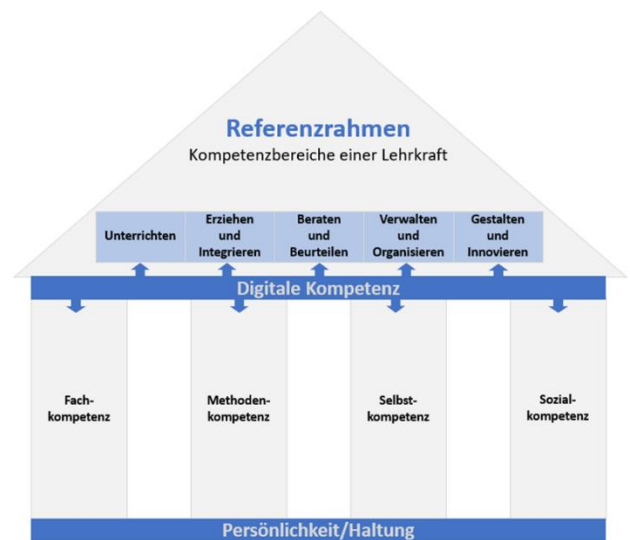 Referenzrahmen
Kompetenzbereiche einer Lehrkraft
Unterrichten
Erziehen
und
Integrieren
Beraten
und
Beurteilen
Verwalten
und
Organisieren
Gestalten
und
Innovieren
Digitale Kompetenz
Fach-
kompetenz
Methoden-
kompetenz
Selbst-
kompetenz
Sozial-
kompetenz
Persönlichkeit/Haltung